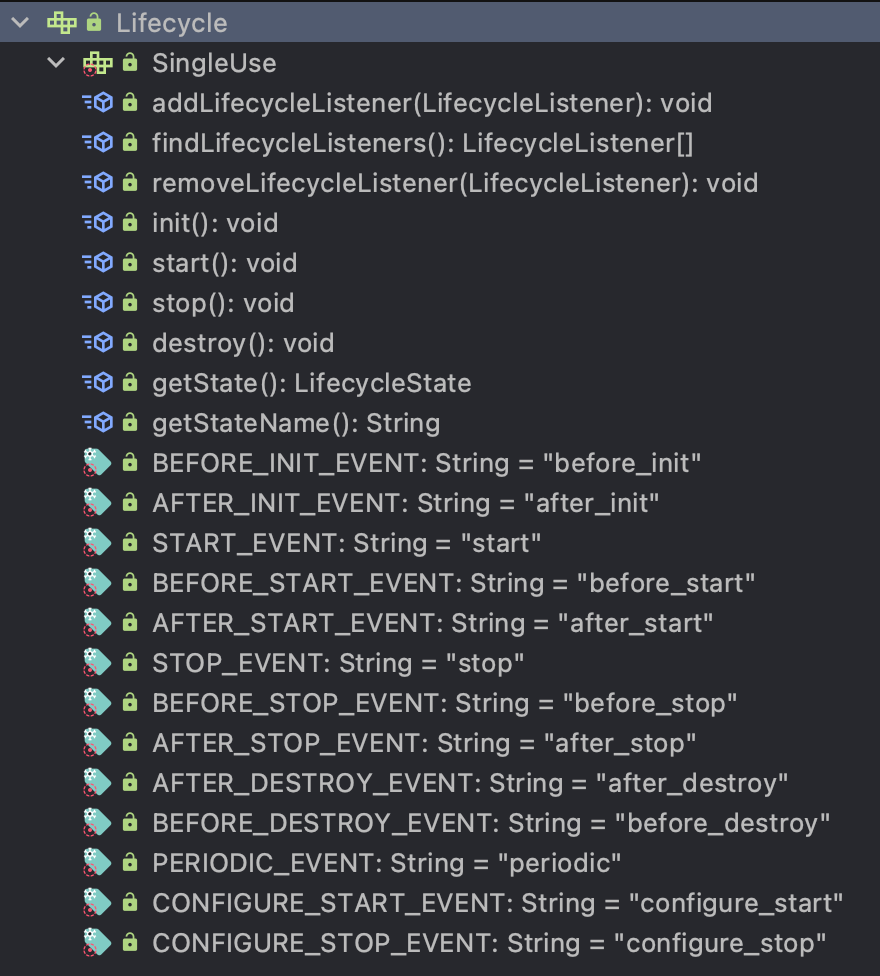 Lifecycle
SingleUse
addLifecycleListener(LifecycleListener): void
findLifecycleListeners(): LifecycleListener[]
removeLifecycleListener(LifecycleListener): void
init(): void
start(): void
stop(): void
destroy(): void
getState(): LifecycleState
getStateName(): String
BEFORE_INIT_EVENT: String = "before_init"
AFTER_INIT_EVENT: String = "after_init"
START_EVENT: String = "start"
BEFORE_START_EVENT: String = "before_start"
AFTER_START_EVENT: String = "after_start"
STOP_EVENT: String = "stop"
BEFORE_STOP_EVENT: String = "before_stop"
AFTER_STOP_EVENT: String = "after_stop"
AFTER_DESTROY_EVENT: String = "after_destroy"
BEFORE_DESTROY_EVENT: String = "before_destroy"
PERIODIC_EVENT: String = "periodic"
CONFIGURE_START_EVENT: String = "configure_start"
CONFIGURE_STOP_EVENT: String = "configure_stop"